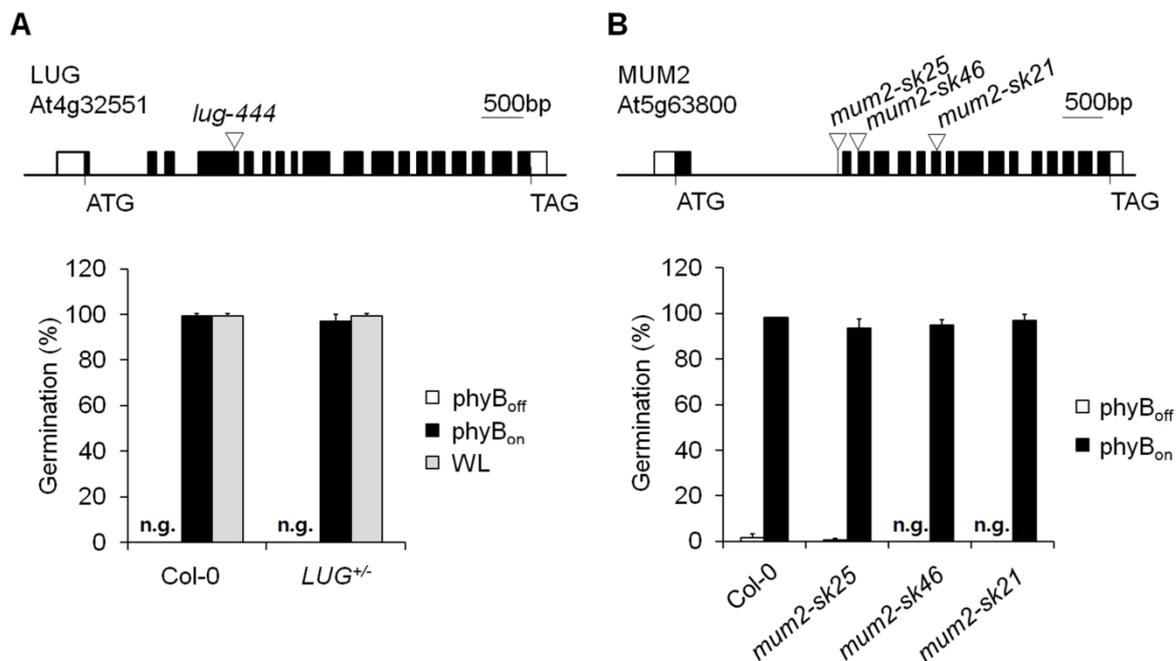 A
LUG
At4g32551
lug-444
500bp
ATG
TAG
Germination (%)
120
100
80
60
40
20
0
n.g.
n.g.
Col-0
LUG+/-
phyBoff
phyBon
WL
B
MUM2
At5g63800
mum2-sk25
mum2-sk46
mum2-sk21
500bp
ATG
TAG
Germination (%)
120
100
80
60
40
20
0
n.g.
n.g.
Col-0
mum2-sk25
mum2-sk46
mum2-sk21
phyBoff
phyBon